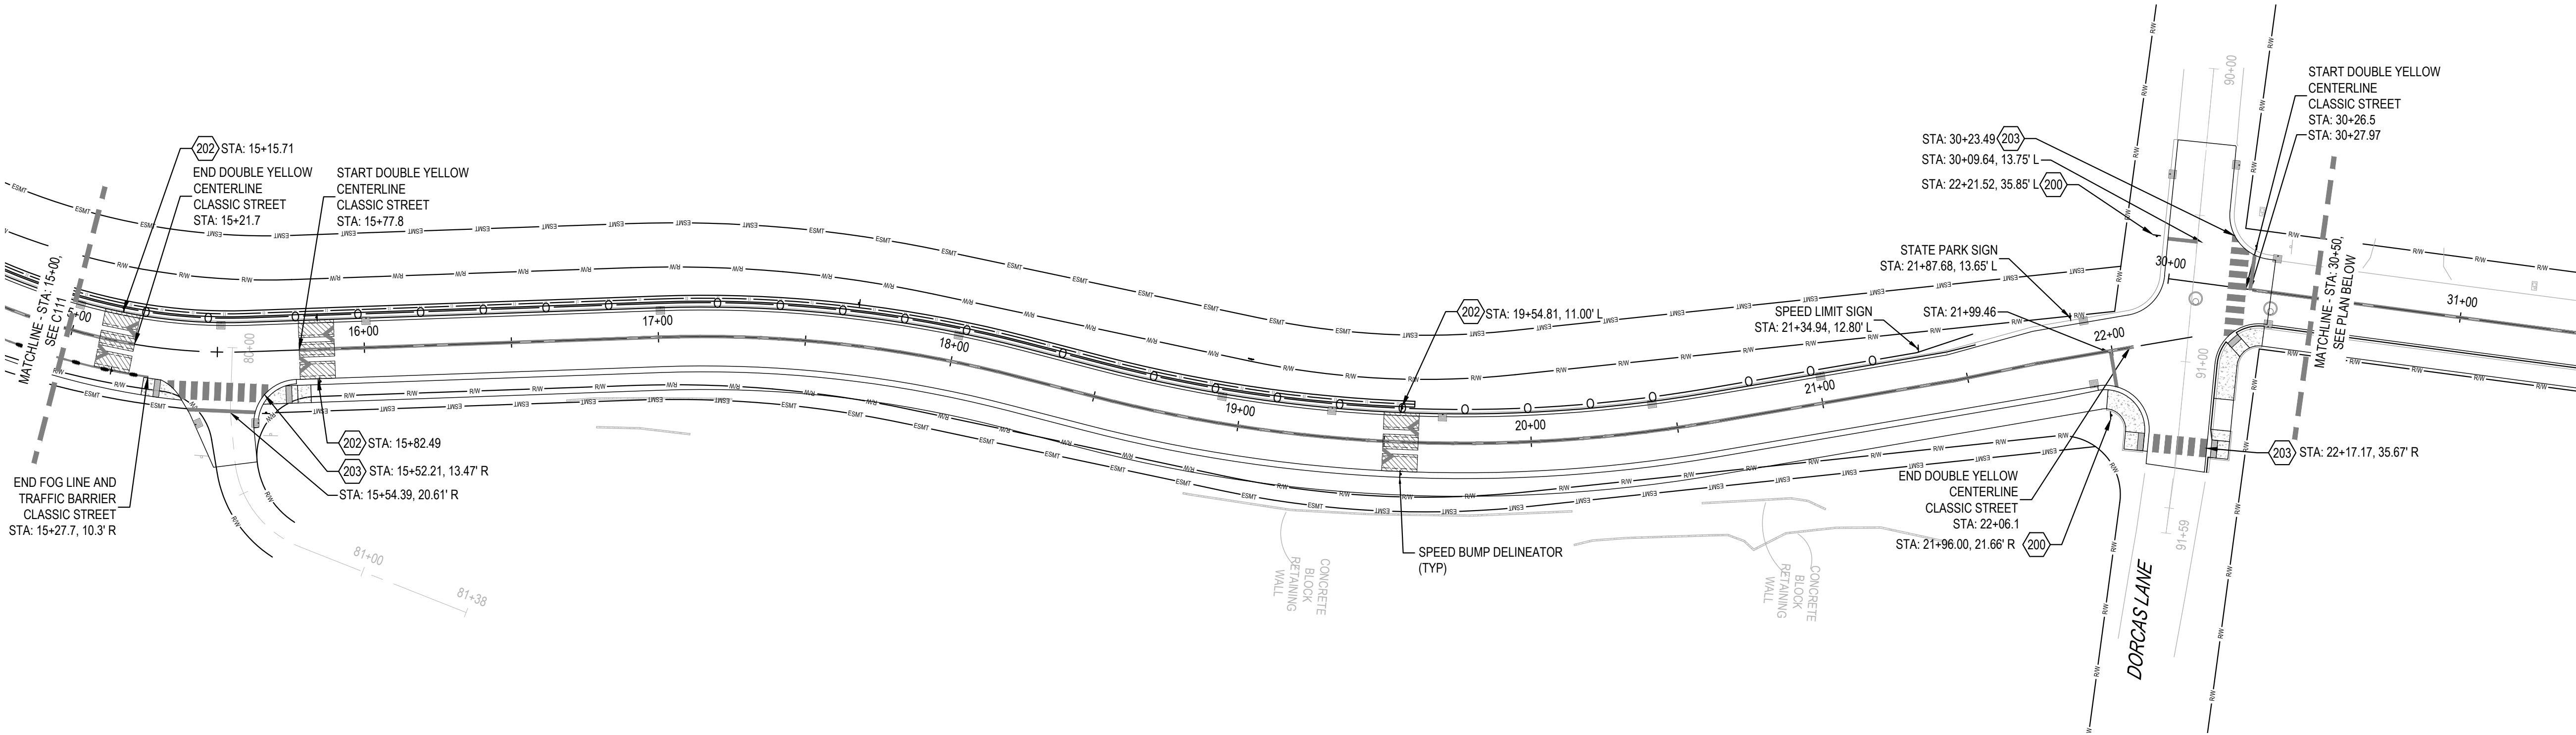 202 STA: 15+15.71
END DOUBLE YELLOW
CENTERLINE
CLASSIC STREET
STA: 15+21.7
START DOUBLE YELLOW
CENTERLINE
CLASSIC STREET
STA: 15+77.8
MATCHLINE - STA: 15+00,
SEE C111
80+00
16+00
17+00
18+00
19+00
20+00
21+00
22+00
202 STA: 15+82.49
203 STA: 15+52.21, 13.47' R
STA: 15+54.39, 20.61' R
END FOG LINE AND
TRAFFIC BARRIER
CLASSIC STREET
STA: 15+27.7, 10.3' R
81+00
81+38
202 STA: 19+54.81, 11.00' L
SPEED BUMP DELINEATOR
(TYP)
CONCRETE
BLOCK
RETAINING
WALL
CONCRETE
BLOCK
RETAINING
WALL
STATE PARK SIGN
STA: 21+87.68, 13.65' L
SPEED LIMIT SIGN
STA: 21+34.94, 12.80' L
STA: 21+99.46
STA: 30+23.49 203
STA: 30+09.64, 13.75' L
STA: 22+21.52, 35.85' L 200
END DOUBLE YELLOW
CENTERLINE
CLASSIC STREET
STA: 22+06.1
STA: 21+96.00, 21.66' R 200
START DOUBLE YELLOW
CENTERLINE
CLASSIC STREET
STA: 30+26.5
STA: 30+27.97
90+00
30+00
91+00
91+59
31+00
MATCHLINE - STA: 30+50,
SEE PLAN BELOW
203 STA: 22+17.17, 35.67' R
DORCAS LANE
ESMT
R/W